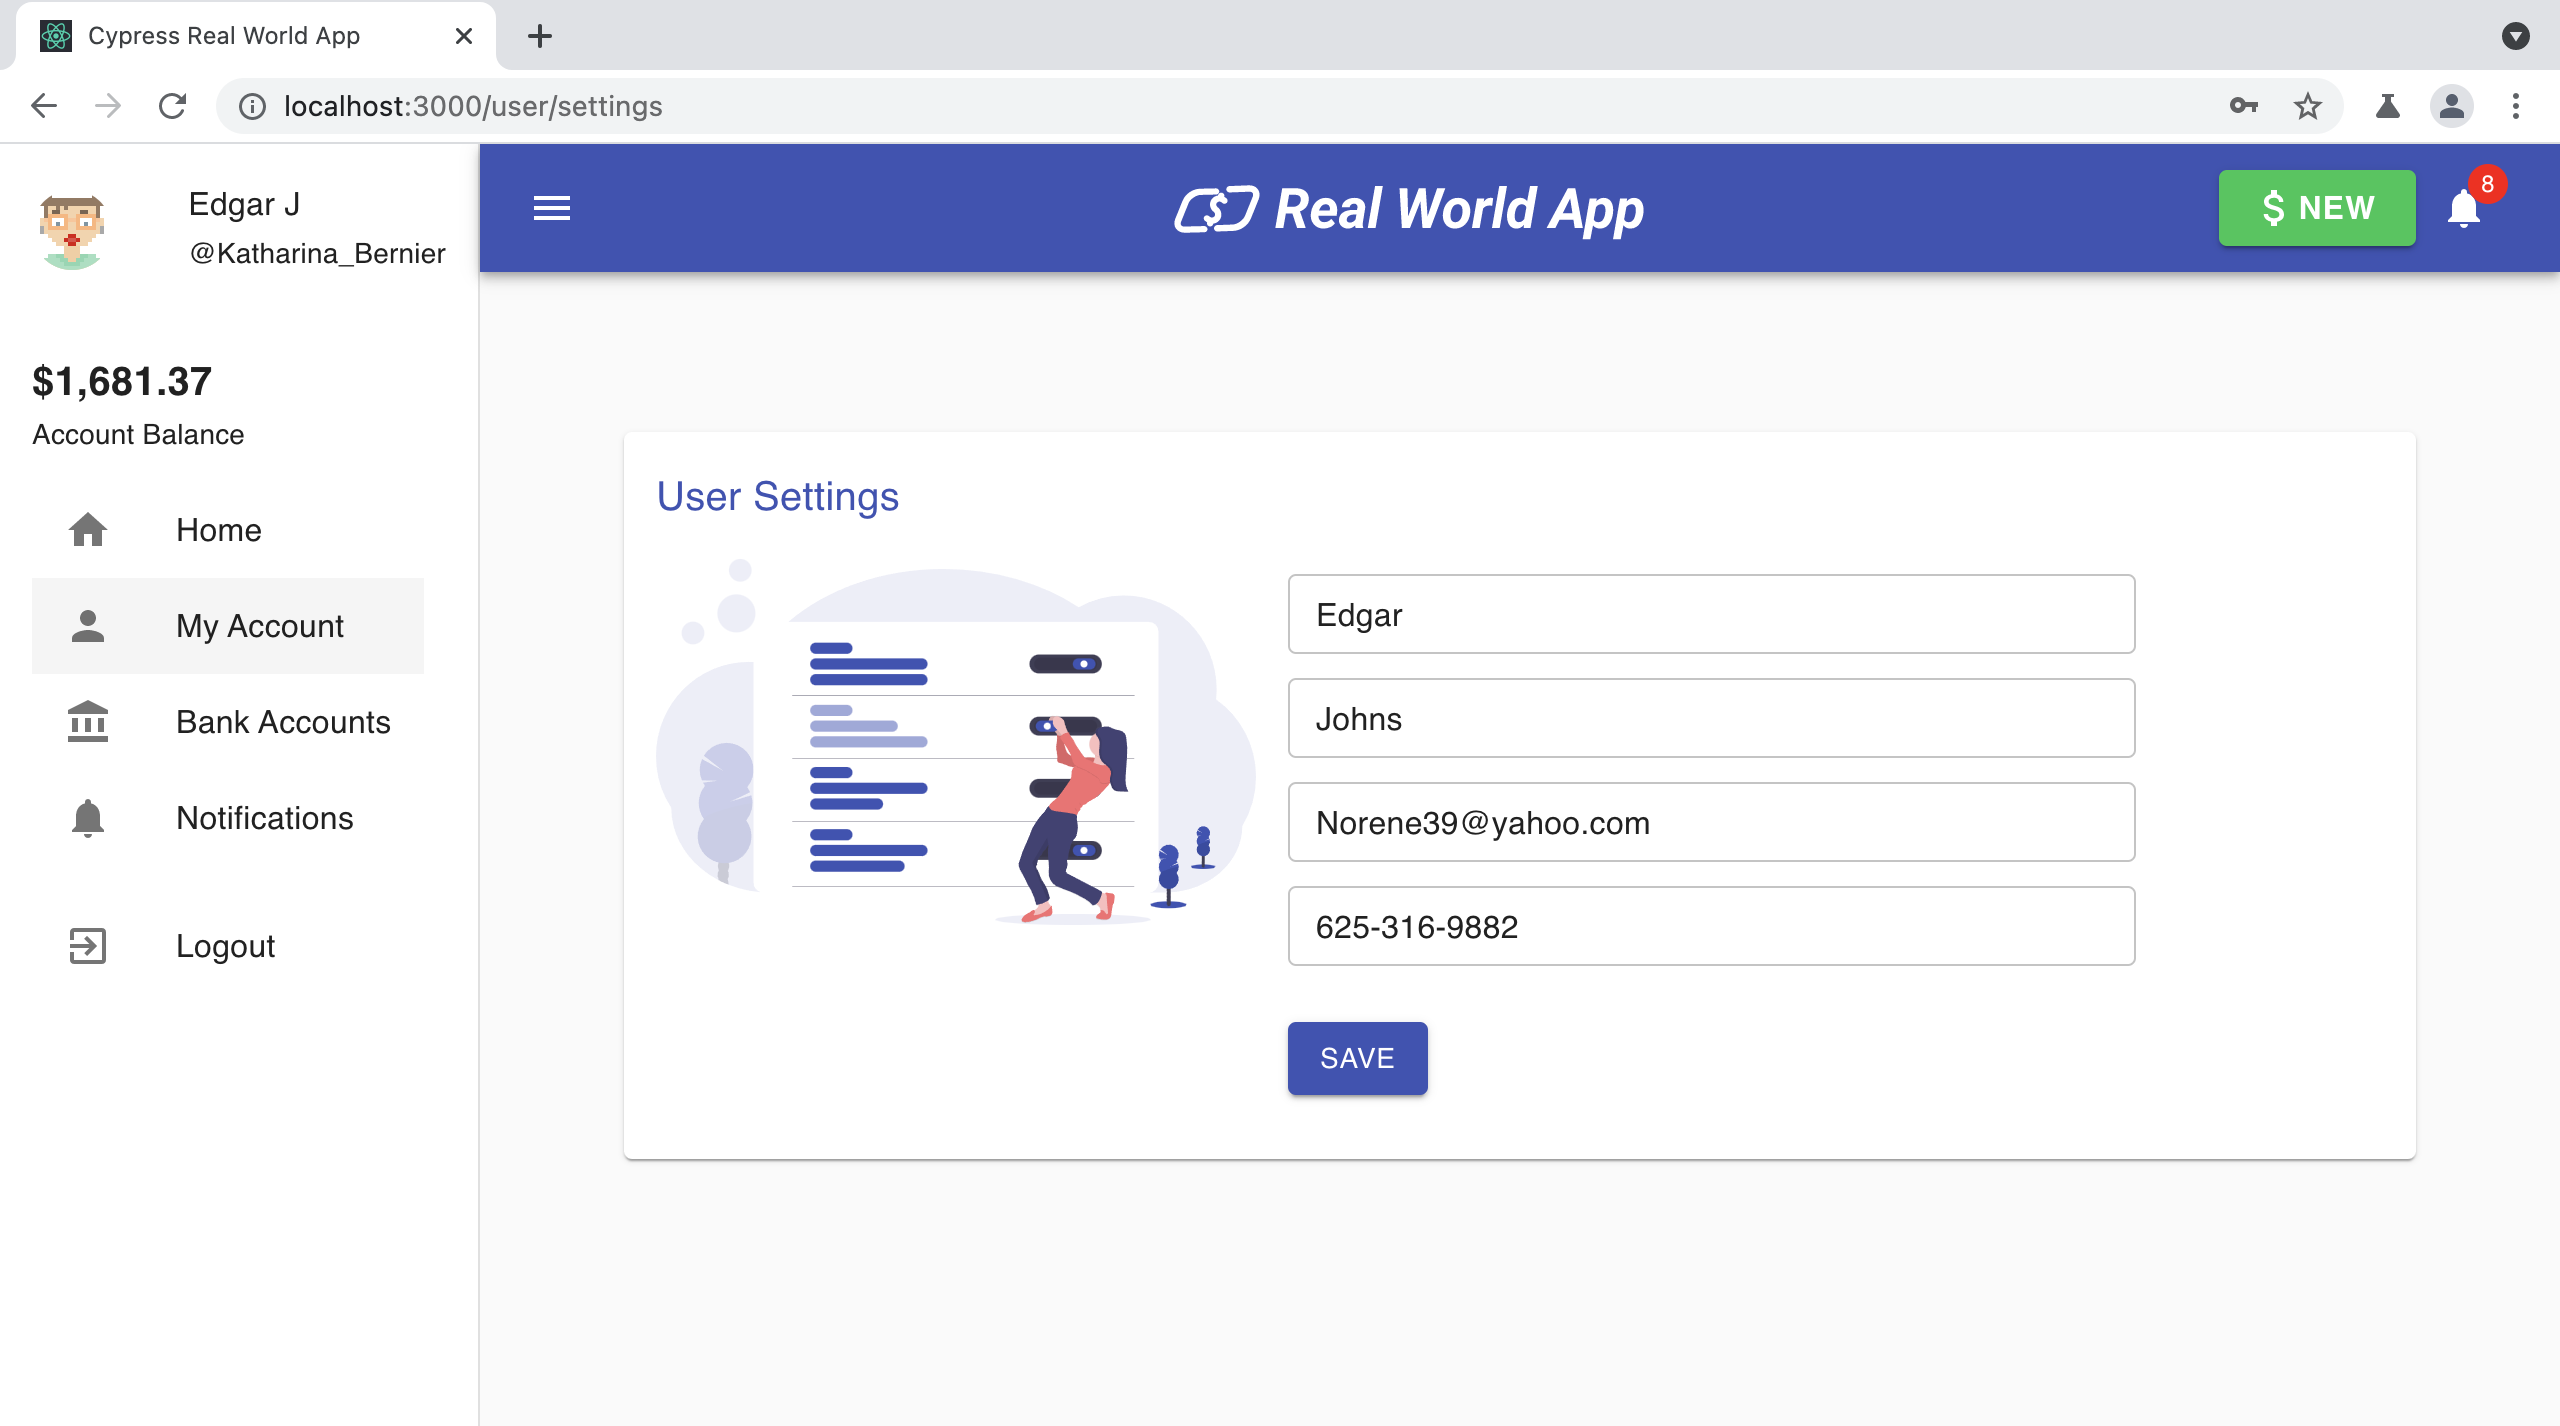 Cypress Real World App
localhost:3000/user/settings
Edgar J
@Katharina_Bernier
Real World App
$ NEW
8
$1,681.37
Account Balance
Home
My Account
Bank Accounts
Notifications
Logout
User Settings
Edgar
Johns
Norene39@yahoo.com
625-316-9882
SAVE